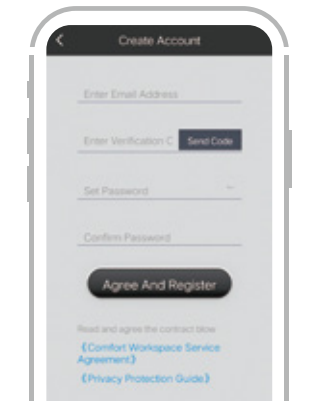 Create Account
Enter Email Address
Enter Verification C Send Code
Set Password
Confirm Password
Agree And Register
Read and agree the contract blow
《Comfort Workspace Service
Agreement》
《Privacy Protection Guide》